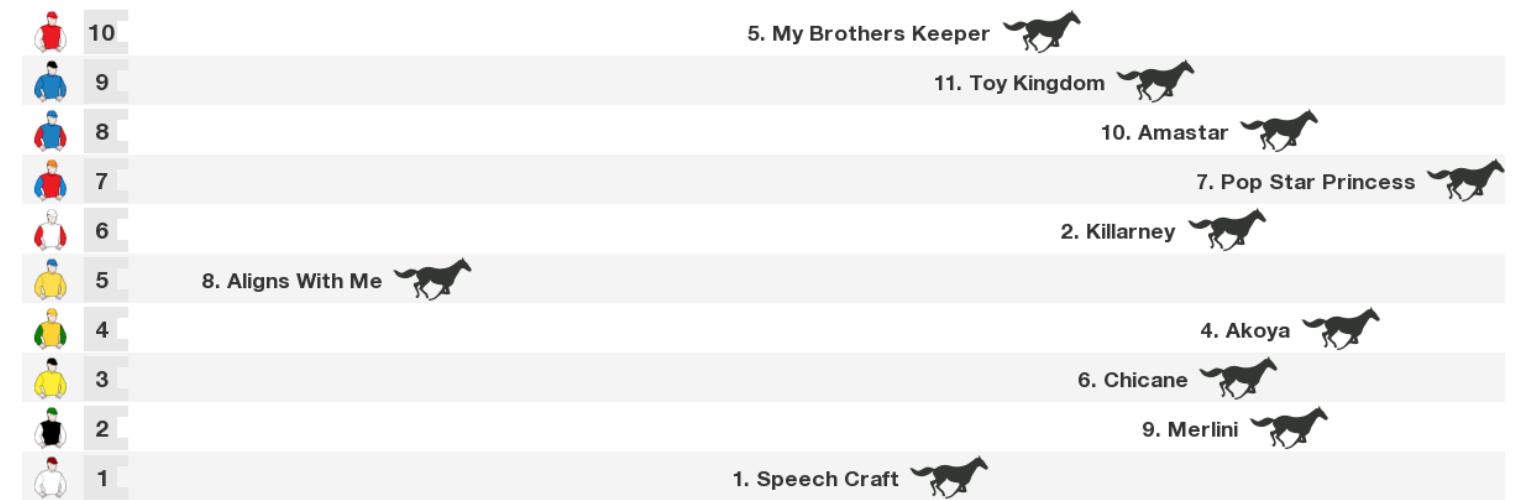 10 5. My Brothers Keeper
9 11. Toy Kingdom
8 10. Amastar
7 7. Pop Star Princess
6 2. Killarney
5 8. Aligns With Me
4 4. Akoya
3 6. Chicane
2 9. Merlini
1 1. Speech Craft